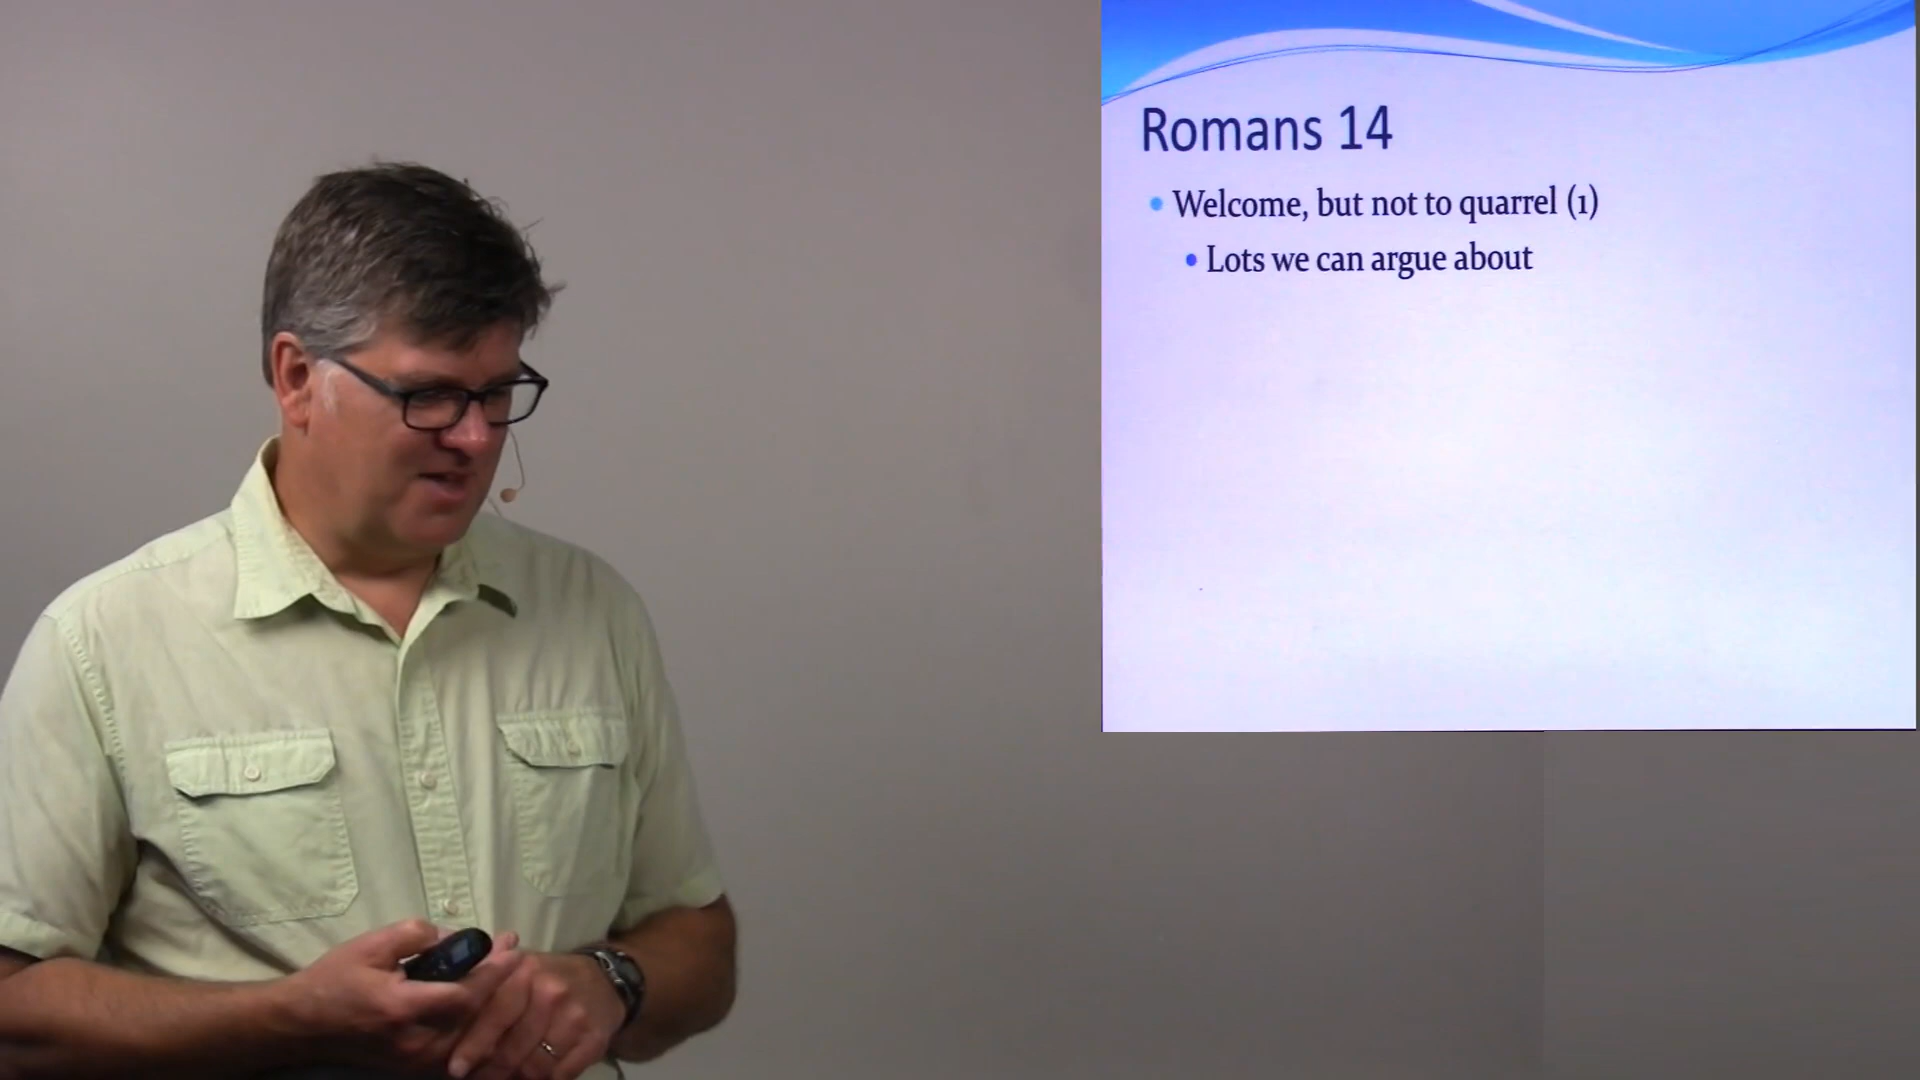 Romans 14
Welcome, but not to quarrel (1)
Lots we can argue about